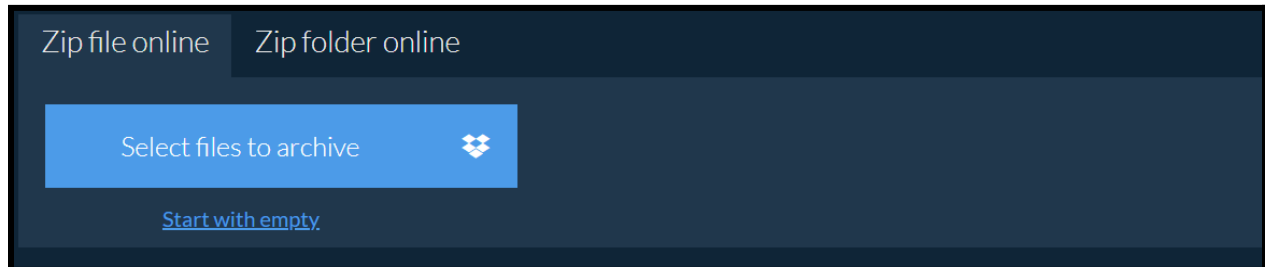 Zip file online Zip folder online
Select files to archive
Start with empty